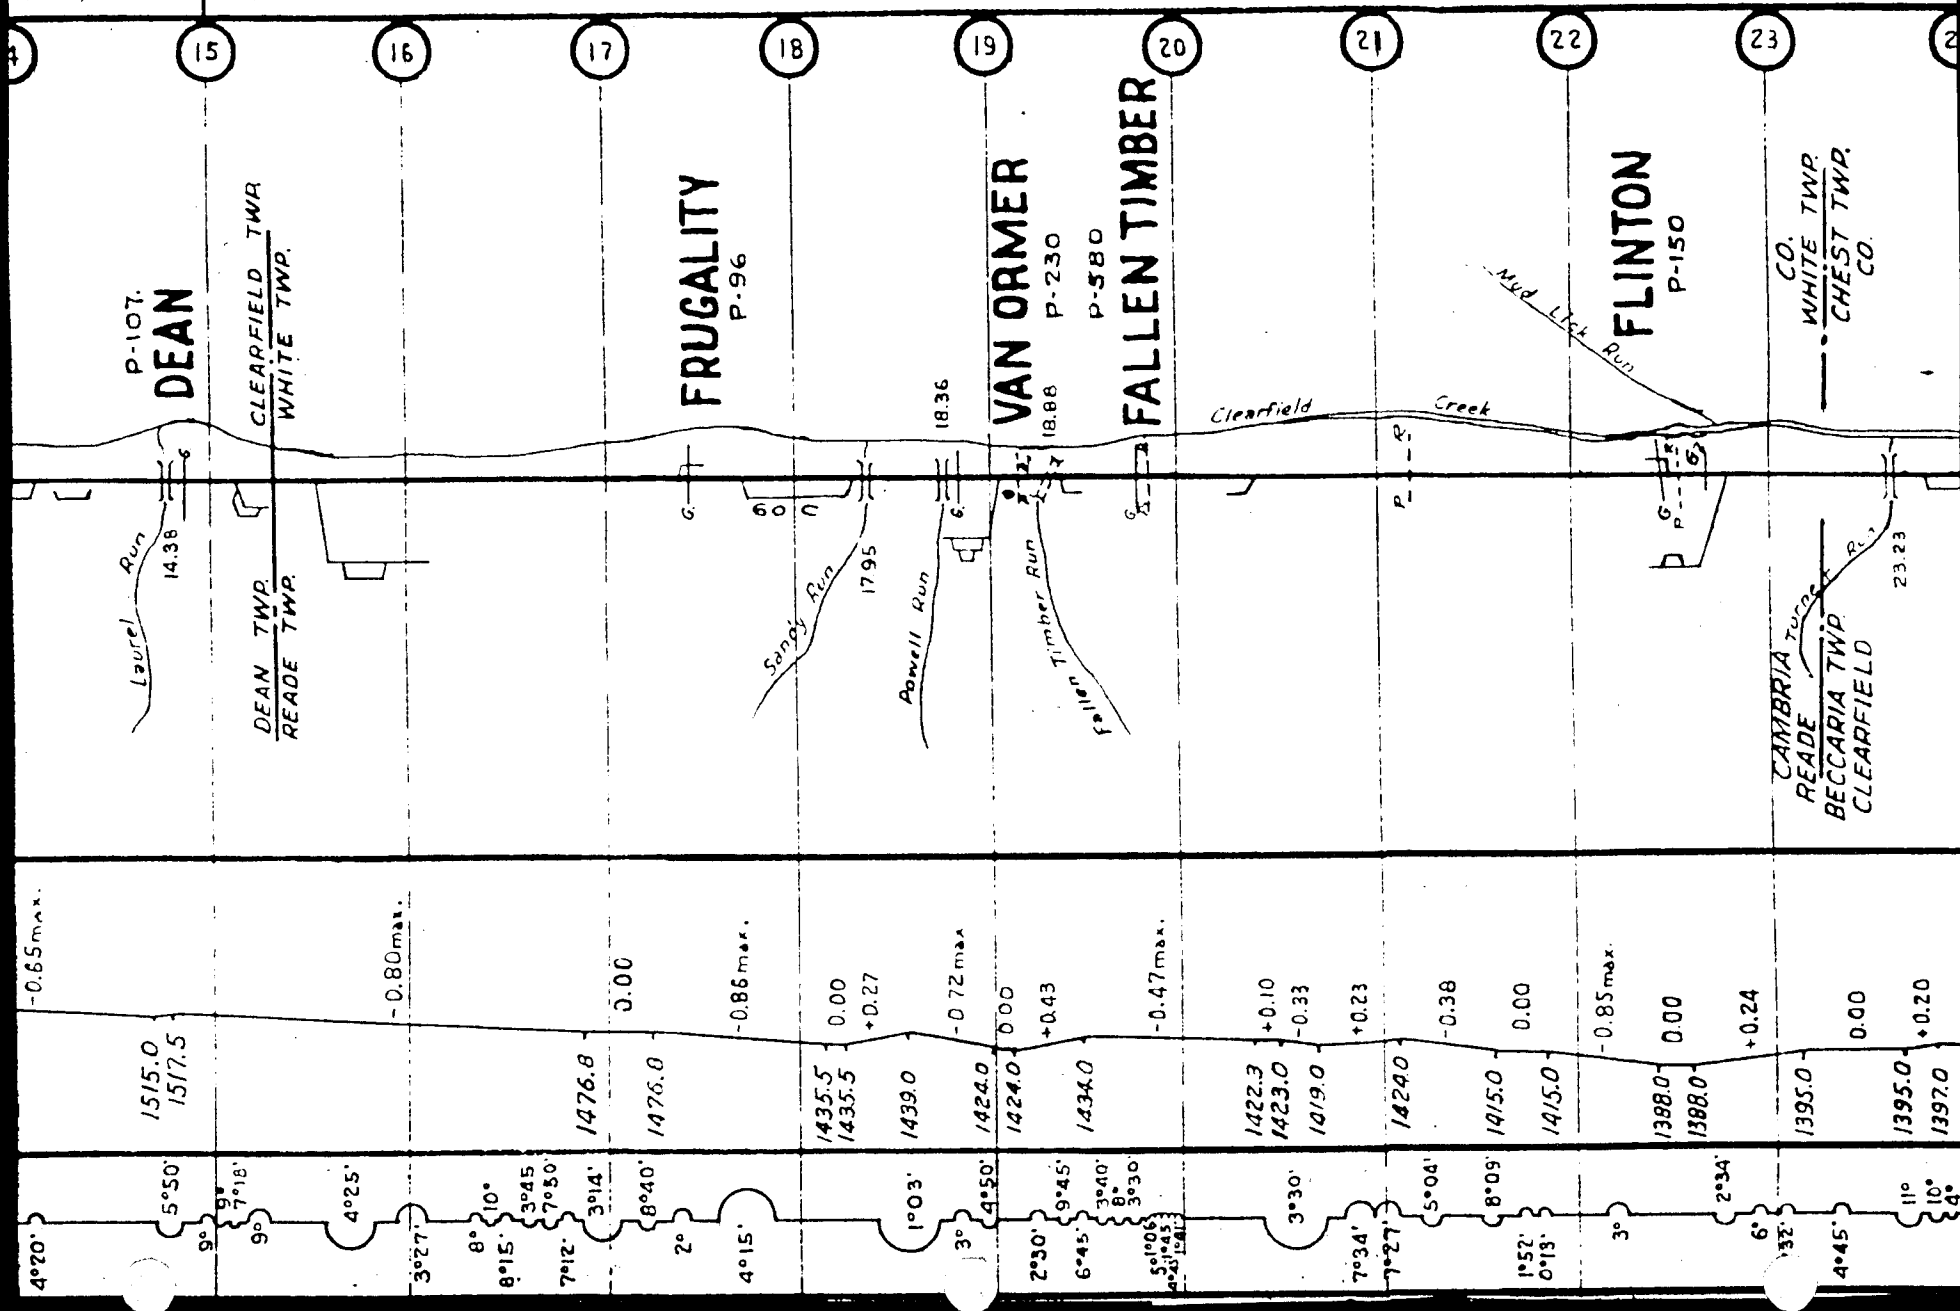 15
16
17
18
19
20
21
22
23
P-107.
DEAN
CLEARFIELD TWP.
WHITE TWP.
FRUGALITY
P-96
18.36
VAN ORMER
P-230
18.88
P-580
FALLEN TIMBER
Clearfield Creek
Mud Lick Run
FLINTON
P-150
CO.
WHITE TWP.
CHEST TWP.
CO.
G
G.
60 U
G.
P
R
G
P
Laurel Run
14.38
DEAN TWP.
READE TWP.
Sandy Run
17.95
Powell Run
Fallen Timber Run
Turner Run
23.23
CAMBRIA
READE
BECCARIA TWP.
CLEARFIELD
-0.65max.
-0.80max.
0.00
-0.86max.
0.00
+0.27
-0.72max
0.00
+0.43
-0.47max.
+0.10
-0.33
+0.23
-0.38
0.00
-0.85max.
0.00
+0.24
0.00
+0.20
1515.0
1517.5
1476.8
1476.8
1435.5
1435.5
1439.0
1424.0
1424.0
1434.0
1422.3
1423.0
1419.0
1424.0
1415.0
1415.0
1388.0
1388.0
1395.0
1395.0
1397.0
5°50'
9°
7°18'
4°25'
10°
3°45
7°30'
3°14'
8°40'
1°03'
4°50'
9°45'
3°40'
8°
3°30'
3°30'
5°04'
8°09'
2°34'
11°
10°
4°
4°20'
9°
9°
3°27'
8°
8°15'
7°12'
2°
4°15'
3°
2°30'
6°45'
7°34'
7°27'
1°52'
0°13'
3°
6°
4°45'